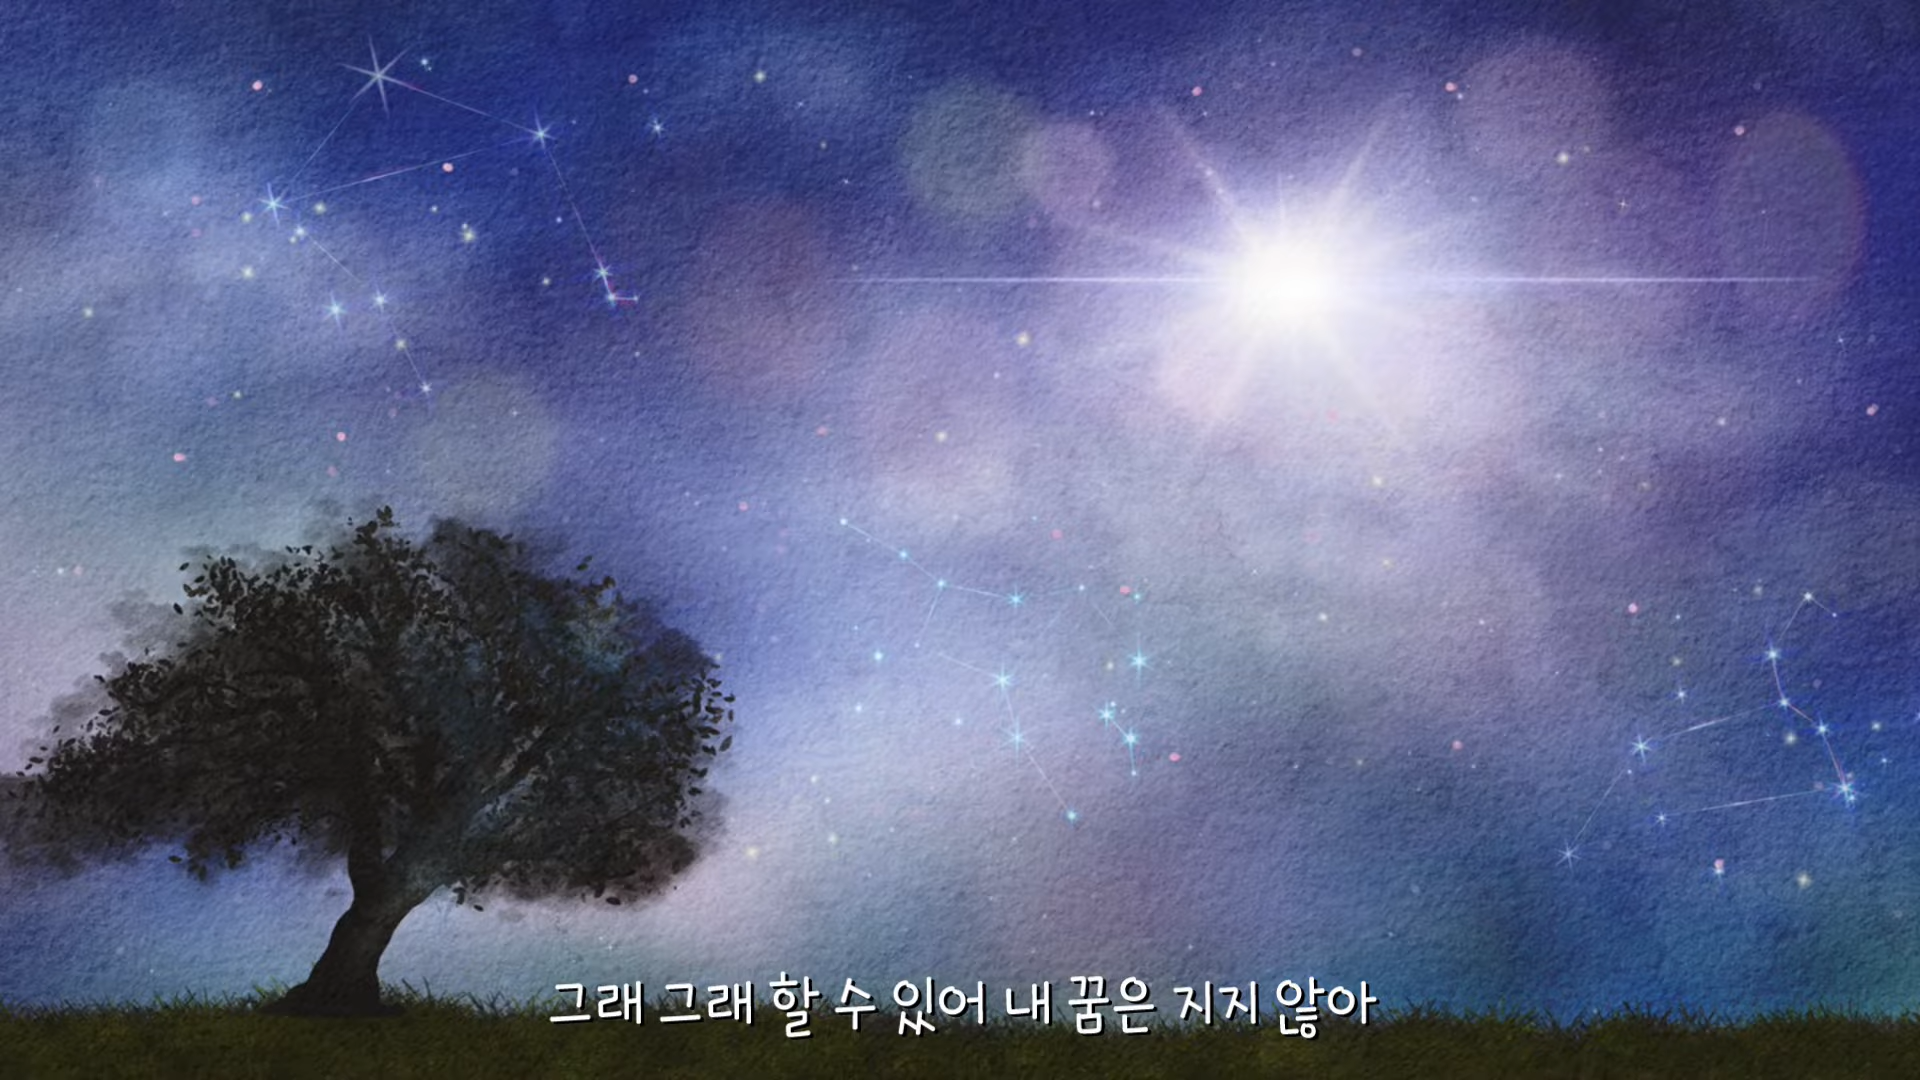 그래 그래 할 수 있어 내 꿈은 지지 않아